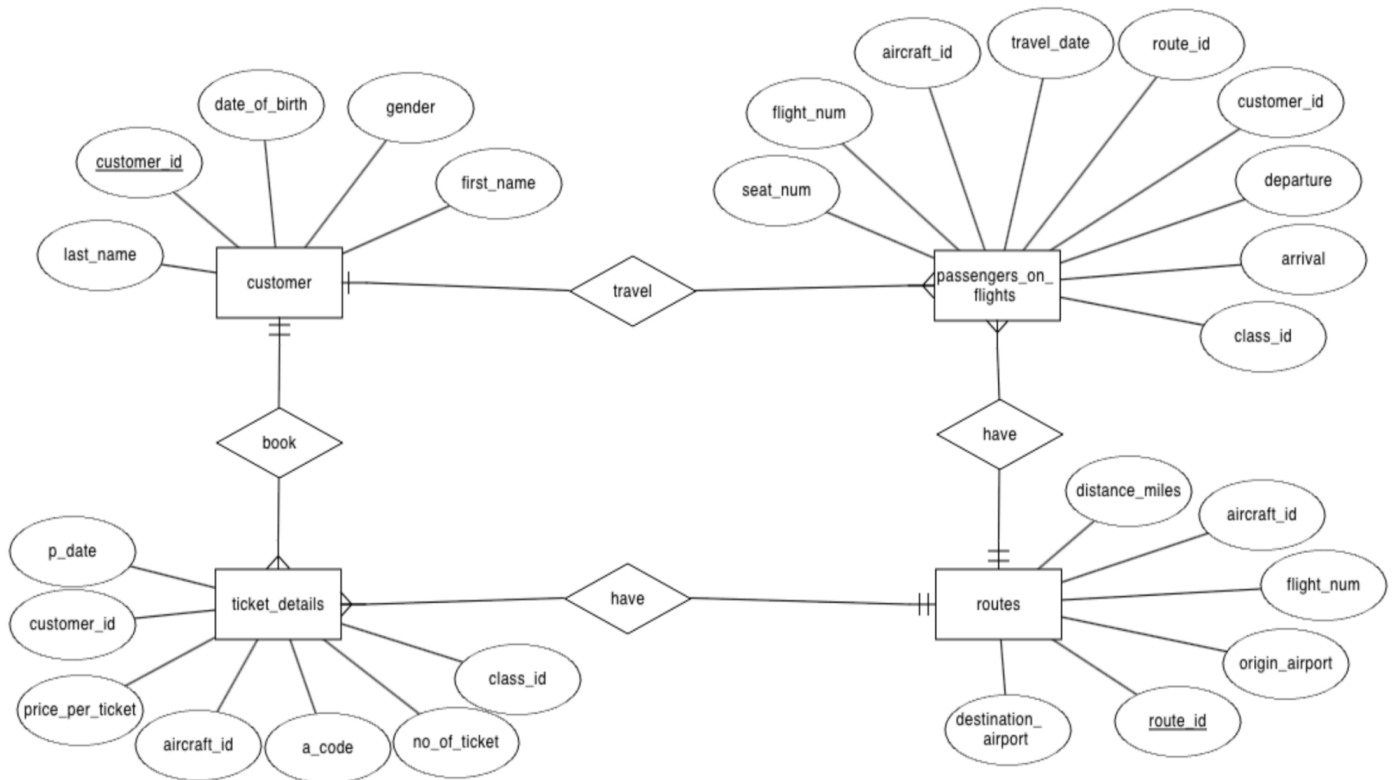 aircraft_id
travel_date
route_id
date_of_birth
gender
flight_num
customer_id
customer_id
first_name
seat_num
departure
last_name
customer
travel
passengers_on_
flights
arrival
class_id
book
have
distance_miles
aircraft_id
p_date
ticket_details
have
routes
flight_num
customer_id
class_id
origin_airport
price_per_ticket
aircraft_id
a_code
no_of_ticket
destination_
airport
route_id